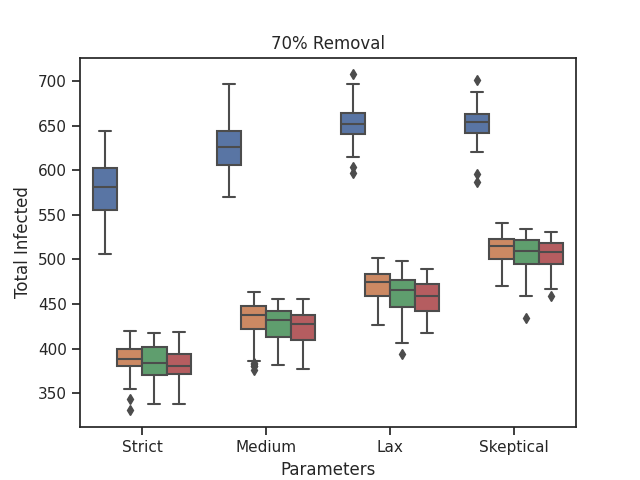 70% Removal
Total Infected
700
650
600
550
500
450
400
350
Strict
Medium
Lax
Skeptical
Parameters